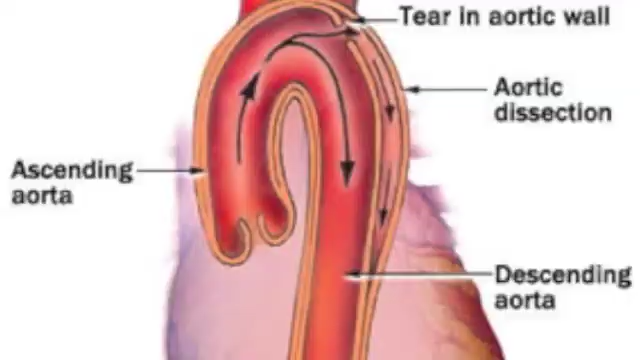 Tear in aortic wall
Aortic
dissection
Ascending
aorta
Descending
aorta